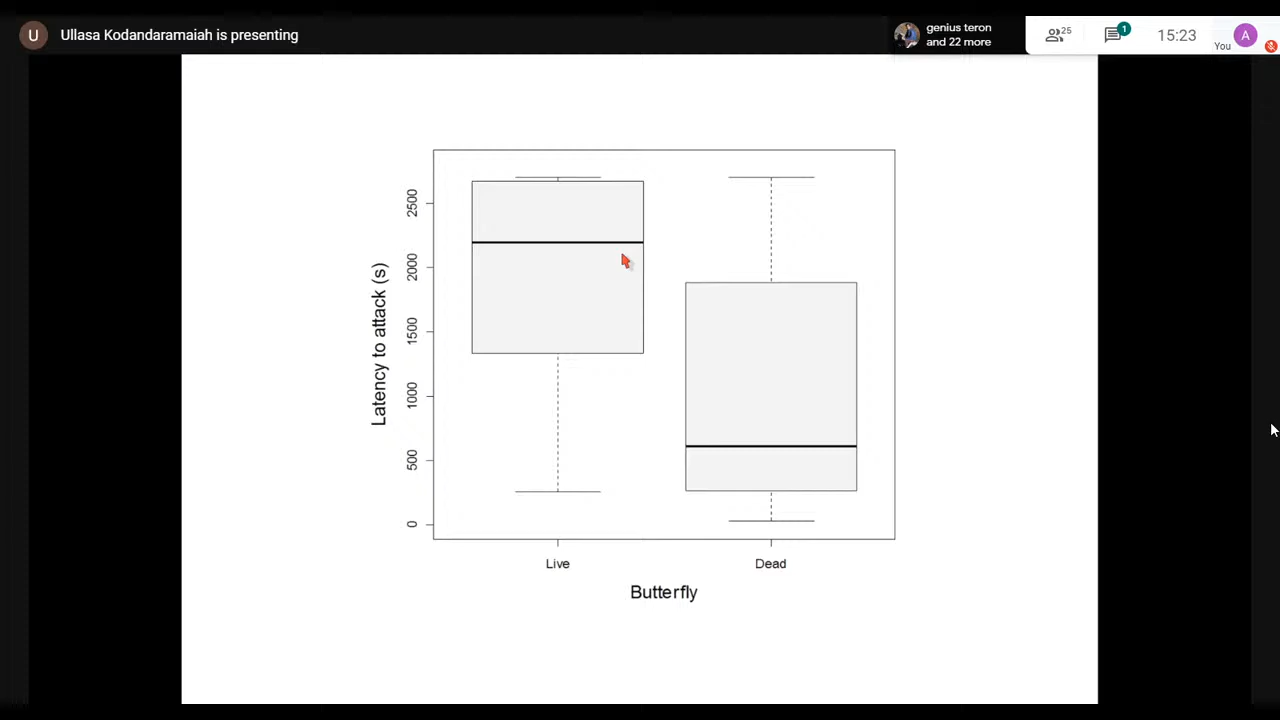 U
Ullasa Kodandaramaiah is presenting
genius teron
and 22 more
25
1
15:23
You
A
Latency to attack (s)
2500
2000
1500
1000
500
0
Live
Dead
Butterfly